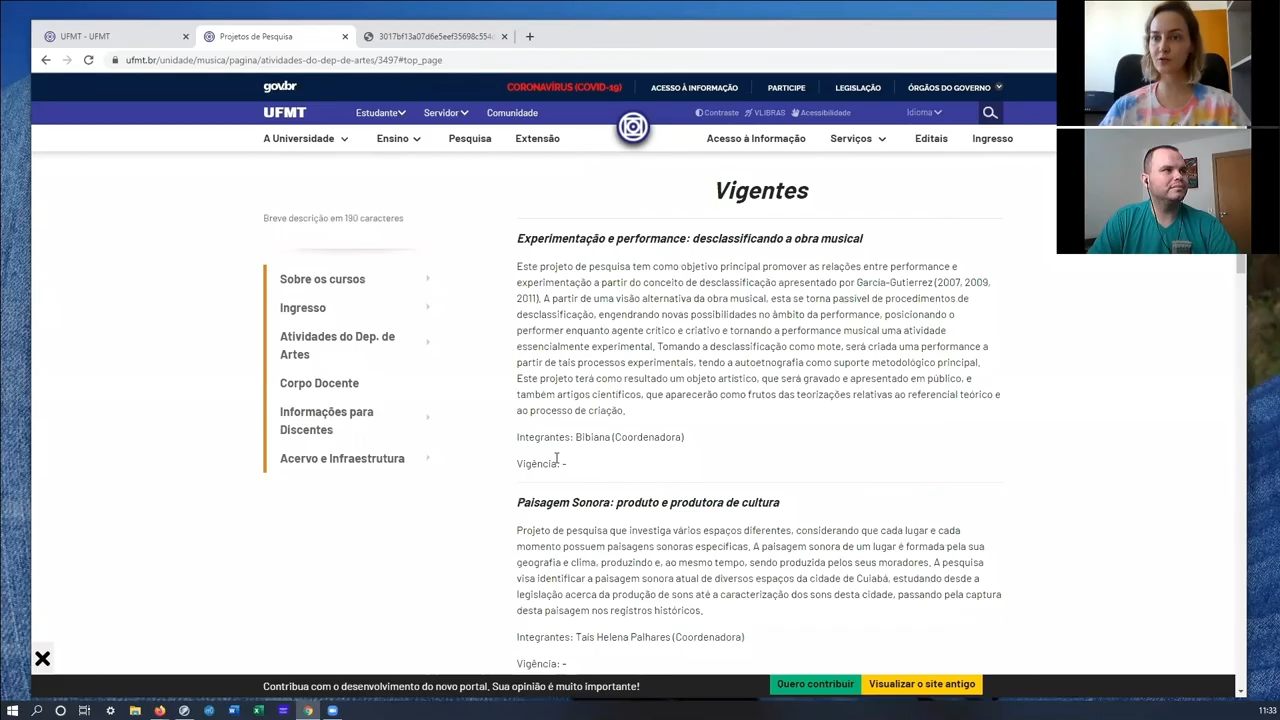 UFMT - UFMT
Projetos de Pesquisa
3017bf13a07d6e5eef35698c554c
ufmt.br/unidade/musica/pagina/atividades-do-dep-de-artes/3497#top_page
gov.br
CORONAVÍRUS (COVID-19)
ACESSO À INFORMAÇÃO
PARTICIPE
LEGISLAÇÃO
ÓRGÃOS DO GOVERNO
UFMT
Estudante
Servidor
Comunidade
Contraste
VLIBRAS
Acessibilidade
Idioma
A Universidade
Ensino
Pesquisa
Extensão
Acesso à Informação
Serviços
Editais
Ingresso
Breve descrição em 190 caracteres
Sobre os cursos
Ingresso
Atividades do Dep. de
Artes
Corpo Docente
Informações para
Discentes
Acervo e Infraestrutura
Vigentes
Experimentação e performance: desclassificando a obra musical
Este projeto de pesquisa tem como objetivo principal promover as relações entre performance e
experimentação a partir do conceito de desclassificação apresentado por García-Gutierrez (2007, 2009,
2011). A partir de uma visão alternativa da obra musical, esta se torna passível de procedimentos de
desclassificação, engendrando novas possibilidades no âmbito da performance, posicionando o
performer enquanto agente crítico e criativo e tornando a performance musical uma atividade
essencialmente experimental. Tomando a desclassificação como mote, será criada uma performance a
partir de tais processos experimentais, tendo a autoetnografia como suporte metodológico principal.
Este projeto terá como resultado um objeto artístico, que será gravado e apresentado em público, e
também artigos científicos, que aparecerão como frutos das teorizações relativas ao referencial teórico e
ao processo de criação.
Integrantes: Bibiana (Coordenadora)
Vigência: -
Paisagem Sonora: produto e produtora de cultura
Projeto de pesquisa que investiga vários espaços diferentes, considerando que cada lugar e cada
momento possuem paisagens sonoras específicas. A paisagem sonora de um lugar é formada pela sua
geografia e clima, produzindo e, ao mesmo tempo, sendo produzida pelos seus moradores. A pesquisa
visa identificar a paisagem sonora atual de diversos espaços da cidade de Cuiabá, estudando desde a
legislação acerca da produção de sons até a caracterização dos sons desta cidade, passando pela captura
desta paisagem nos registros históricos.
Integrantes: Taís Helena Palhares (Coordenadora)
Vigência: -
Contribua com o desenvolvimento do novo portal. Sua opinião é muito importante!
Quero contribuir
Visualizar o site antigo
11:33